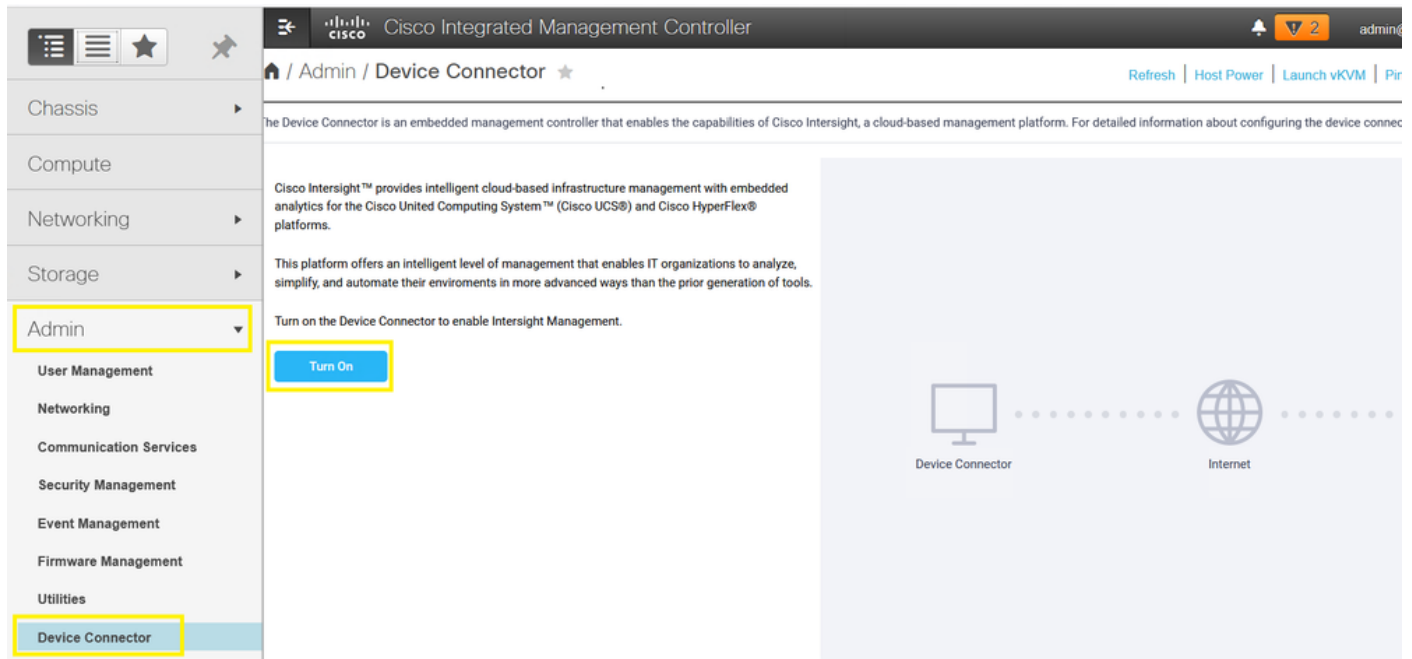 Chassis
Compute
Networking
Storage
Admin
User Management
Networking
Communication Services
Security Management
Event Management
Firmware Management
Utilities
Device Connector
cisco Cisco Integrated Management Controller
2
admin@
/ Admin / Device Connector
Refresh | Host Power | Launch vKVM | Pin
he Device Connector is an embedded management controller that enables the capabilities of Cisco Intersight, a cloud-based management platform. For detailed information about configuring the device connec
Cisco Intersight™ provides intelligent cloud-based infrastructure management with embedded
analytics for the Cisco United Computing System™ (Cisco UCS®) and Cisco HyperFlex®
platforms.
This platform offers an intelligent level of management that enables IT organizations to analyze,
simplify, and automate their enviroments in more advanced ways than the prior generation of tools.
Turn on the Device Connector to enable Intersight Management.
Turn On
Device Connector
Internet